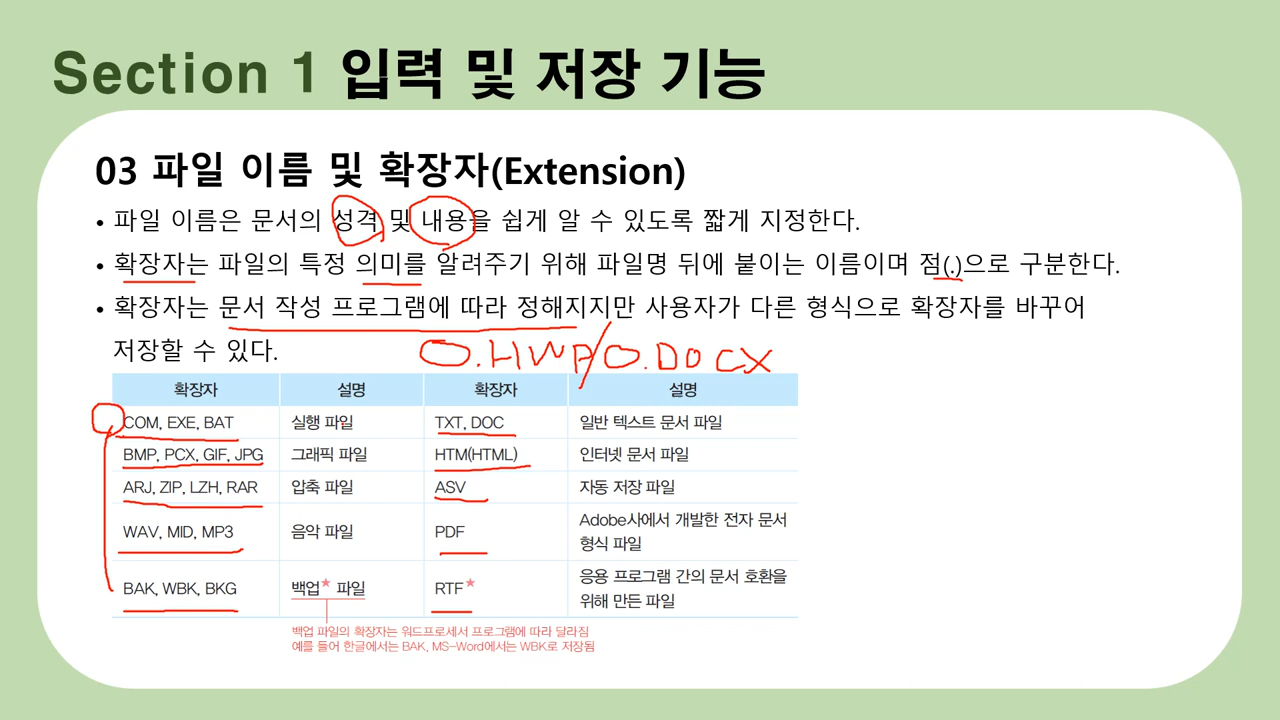 Section 1 입력 및 저장 기능
03 파일 이름 및 확장자(Extension)
• 파일 이름은 문서의 성격 및 내용을 쉽게 알 수 있도록 짧게 지정한다.
• 확장자는 파일의 특정 의미를 알려주기 위해 파일명 뒤에 붙이는 이름이며 점(.)으로 구분한다.
• 확장자는 문서 작성 프로그램에 따라 정해지지만 사용자가 다른 형식으로 확장자를 바꾸어
저장할 수 있다.
O.HWP/O.DOCX
확장자 설명 확장자 설명
COM, EXE, BAT 실행 파일 TXT, DOC 일반 텍스트 문서 파일
BMP, PCX, GIF, JPG 그래픽 파일 HTM(HTML) 인터넷 문서 파일
ARJ, ZIP, LZH, RAR 압축 파일 ASV 자동 저장 파일
WAV, MID, MP3 음악 파일 PDF Adobe사에서 개발한 전자 문서
형식 파일
BAK, WBK, BKG 백업★ 파일 RTF★ 응용 프로그램 간의 문서 호환을
위해 만든 파일
백업 파일의 확장자는 워드프로세서 프로그램에 따라 달라짐
예를 들어 한글에서는 BAK, MS-Word에서는 WBK로 저장됨